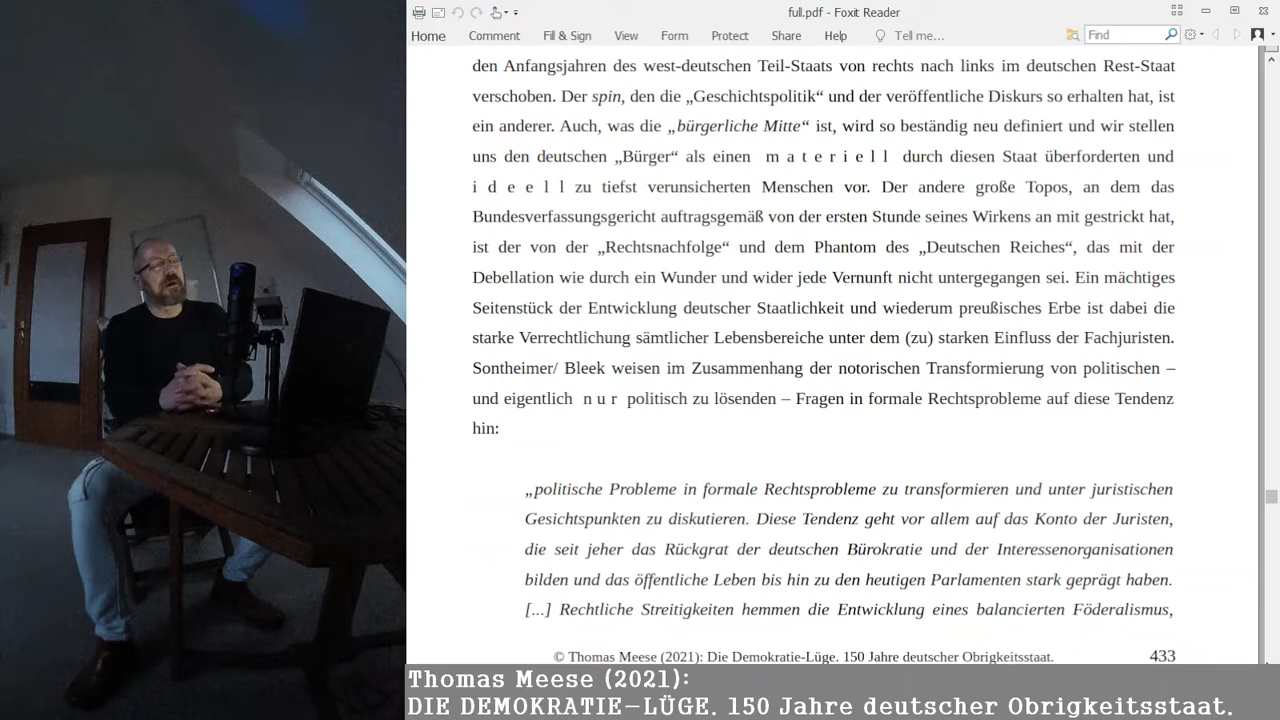 full.pdf - Foxit Reader
Home Comment Fill & Sign View Form Protect Share Help Tell me... Find
den Anfangsjahren des west-deutschen Teil-Staats von rechts nach links im deutschen Rest-Staat
verschoben. Der spin, den die „Geschichtspolitik“ und der veröffentliche Diskurs so erhalten hat, ist
ein anderer. Auch, was die „bürgerliche Mitte“ ist, wird so beständig neu definiert und wir stellen
uns den deutschen „Bürger“ als einen m a t e r i e l l durch diesen Staat überforderten und
i d e e l l zu tiefst verunsicherten Menschen vor. Der andere große Topos, an dem das
Bundesverfassungsgericht auftragsgemäß von der ersten Stunde seines Wirkens an mit gestrickt hat,
ist der von der „Rechtsnachfolge“ und dem Phantom des „Deutschen Reiches“, das mit der
Debellation wie durch ein Wunder und wider jede Vernunft nicht untergegangen sei. Ein mächtiges
Seitenstück der Entwicklung deutscher Staatlichkeit und wiederum preußisches Erbe ist dabei die
starke Verrechtlichung sämtlicher Lebensbereiche unter dem (zu) starken Einfluss der Fachjuristen.
Sontheimer/ Bleek weisen im Zusammenhang der notorischen Transformierung von politischen –
und eigentlich n u r politisch zu lösenden – Fragen in formale Rechtsprobleme auf diese Tendenz
hin:
„politische Probleme in formale Rechtsprobleme zu transformieren und unter juristischen
Gesichtspunkten zu diskutieren. Diese Tendenz geht vor allem auf das Konto der Juristen,
die seit jeher das Rückgrat der deutschen Bürokratie und der Interessenorganisationen
bilden und das öffentliche Leben bis hin zu den heutigen Parlamenten stark geprägt haben.
[...] Rechtliche Streitigkeiten hemmen die Entwicklung eines balancierten Föderalismus,
© Thomas Meese (2021): Die Demokratie-Lüge. 150 Jahre deutscher Obrigkeitsstaat. 433
Thomas Meese (2021):
DIE DEMOKRATIE-LÜGE. 150 Jahre deutscher Obrigkeitsstaat.